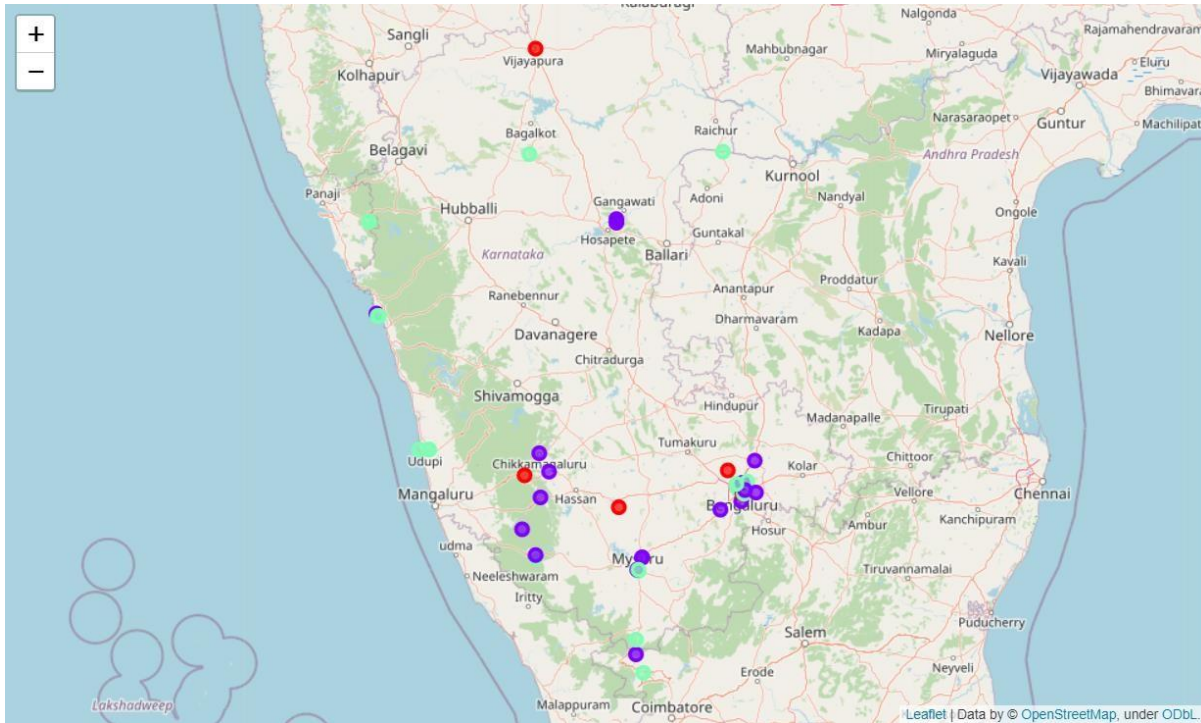 +
−
Kalaburagi
Nalgonda
Sangli
Rajamahendravaram
Mahbubnagar
Miryalaguda
Vijayapura
Eluru
Kolhapur
Vijayawada
Bhimavara
Narasaraopet
Guntur
Bagalkot
Raichur
Machilipat
Belagavi
Andhra Pradesh
Kurnool
Panaji
Adoni
Nandyal
Gangawati
Hubballi
Ongole
Guntakal
Hosapete
Karnataka
Ballari
Kavali
Proddatur
Ranebennur
Anantapur
Dharmavaram
Davanagere
Kadapa
Nellore
Chitradurga
Shivamogga
Hindupur
Madanapalle
Tirupati
Tumakuru
Udupi
Chikkamagaluru
Kolar
Chittoor
Mangaluru
Hassan
Vellore
Chennai
Bengaluru
Kanchipuram
Hosur
Ambur
udma
Mysuru
Tiruvannamalai
Neeleshwaram
Iritty
Puducherry
Salem
Erode
Neyveli
Lakshadweep
Malappuram
Coimbatore
Leaflet | Data by © OpenStreetMap, under ODbL.